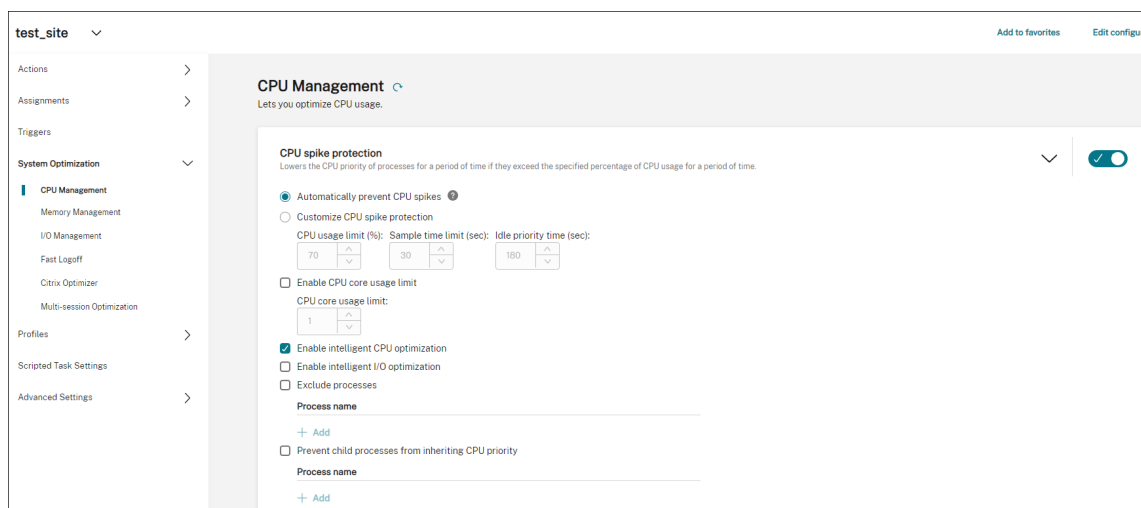 test_site
Add to favorites
Actions
Assignments
Triggers
System Optimization
CPU Management
Memory Management
I/O Management
Fast Logoff
Citrix Optimizer
Multi-session Optimization
Profiles
Scripted Task Settings
Advanced Settings
CPU Management
Lets you optimize CPU usage.
CPU spike protection
Lowers the CPU priority of processes for a period of time if they exceed the specified percentage of CPU usage for a period of time.
Automatically prevent CPU spikes ?
Customize CPU spike protection
CPU usage limit (%): Sample time limit (sec): Idle priority time (sec):
70 30 180
Enable CPU core usage limit
CPU core usage limit:
1
Enable intelligent CPU optimization
Enable intelligent I/O optimization
Exclude processes
Process name
+ Add
Prevent child processes from inheriting CPU priority
Process name
+ Add